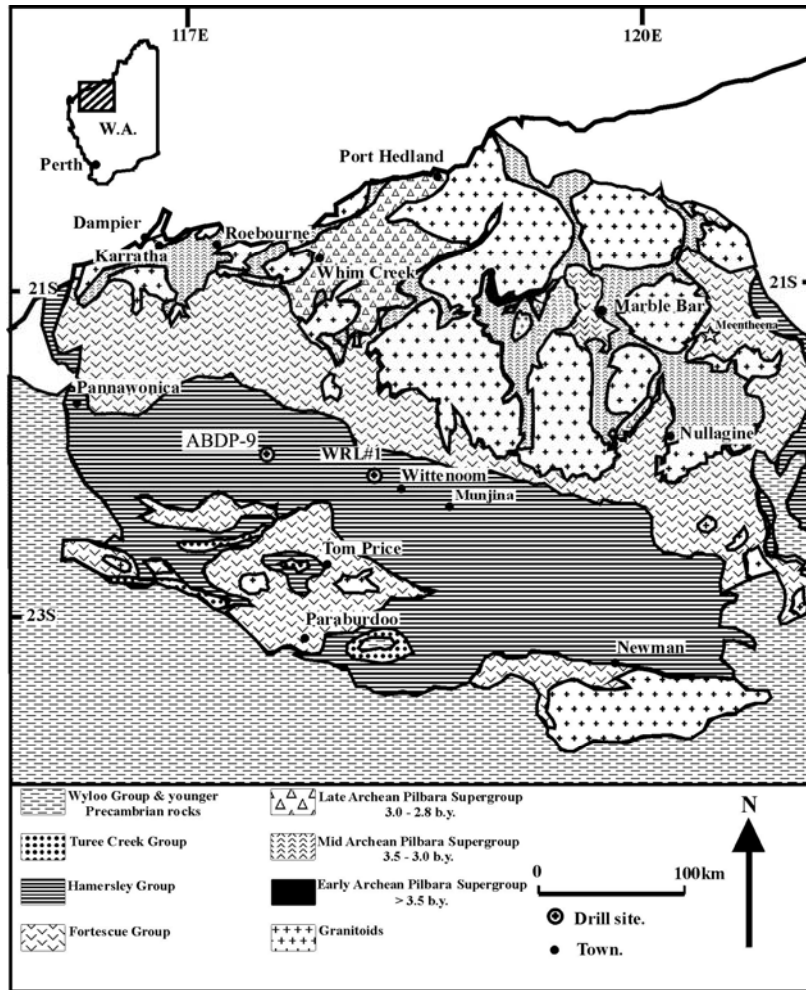 117E
120E
W.A.
Perth
Port Hedland
Dampier
Roebourne
Karratha
Whim Creek
21S
21S
Marble Bar
Meentheena
Pannawonica
ABDP-9
WRL#1
Nullagine
Wittenoom
Munjina
Tom Price
23S
Paraburdoo
Newman
Wyloo Group & younger
Precambrian rocks
Turee Creek Group
Hamersley Group
Fortescue Group
Late Archean Pilbara Supergroup
3.0 - 2.8 b.y.
Mid Archean Pilbara Supergroup
3.5 - 3.0 b.y.
Early Archean Pilbara Supergroup
> 3.5 b.y.
Granitoids
N
0
100km
Drill site.
Town.